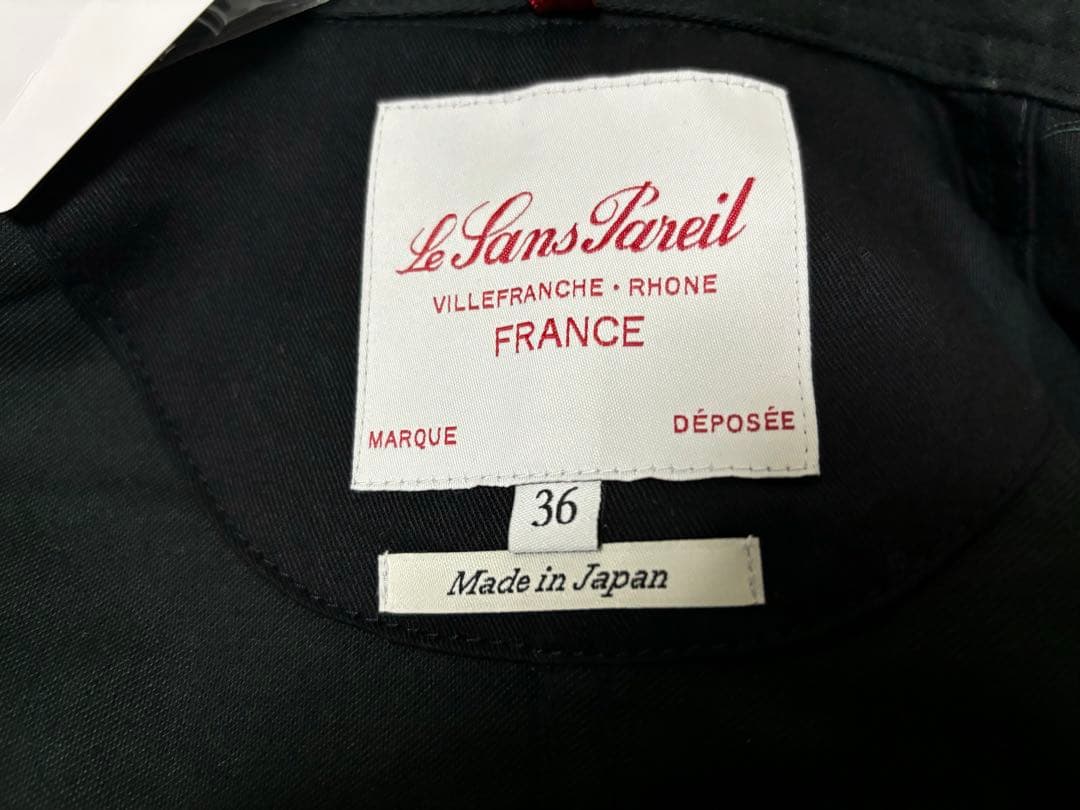 Le Sans Pareil
VILLEFRANCHE • RHONE
FRANCE
MARQUE DÉPOSÉE
36
Made in Japan